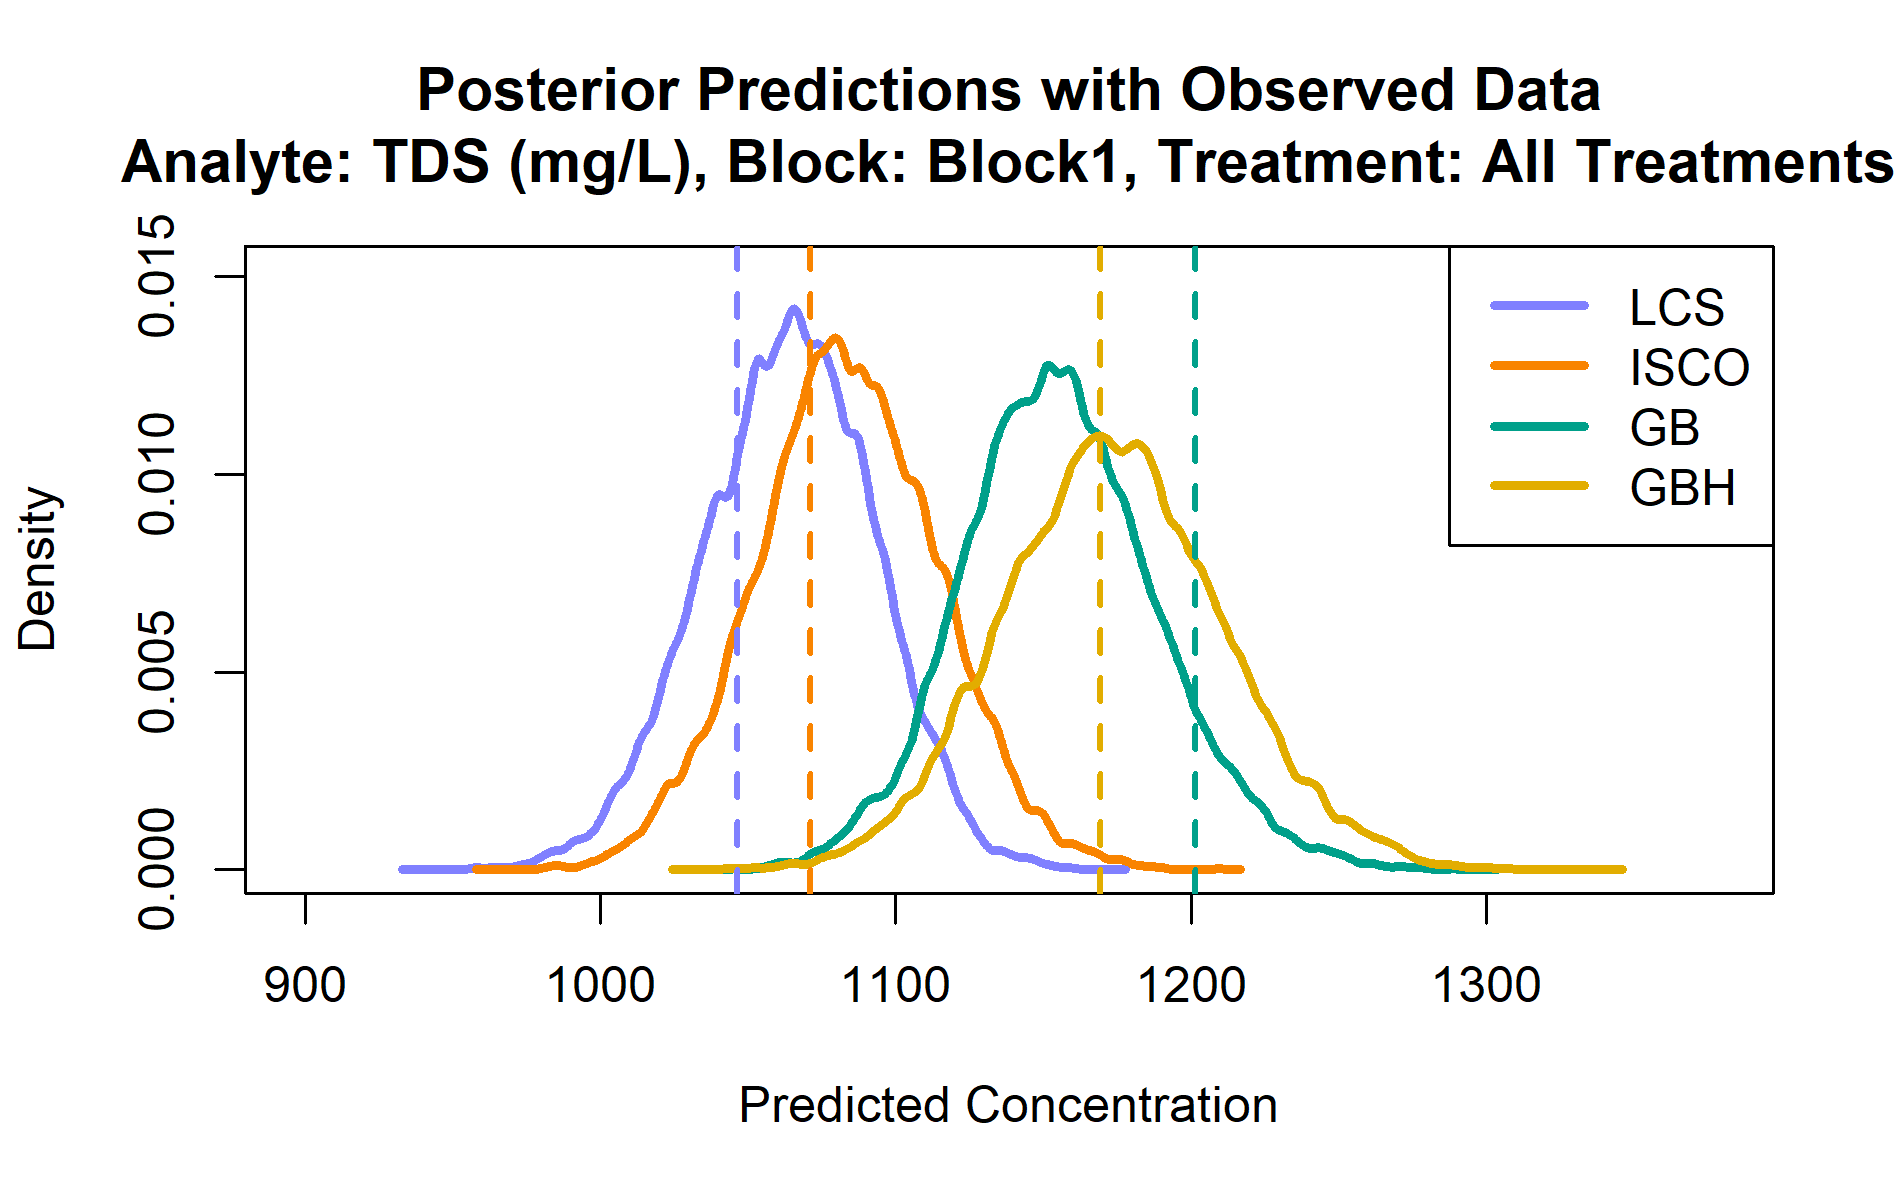 Posterior Predictions with Observed Data
Analyte: TDS (mg/L), Block: Block1, Treatment: All Treatments
0.015
0.010
0.005
0.000
Density
LCS
ISCO
GB
GBH
900
1000
1100
1200
1300
Predicted Concentration